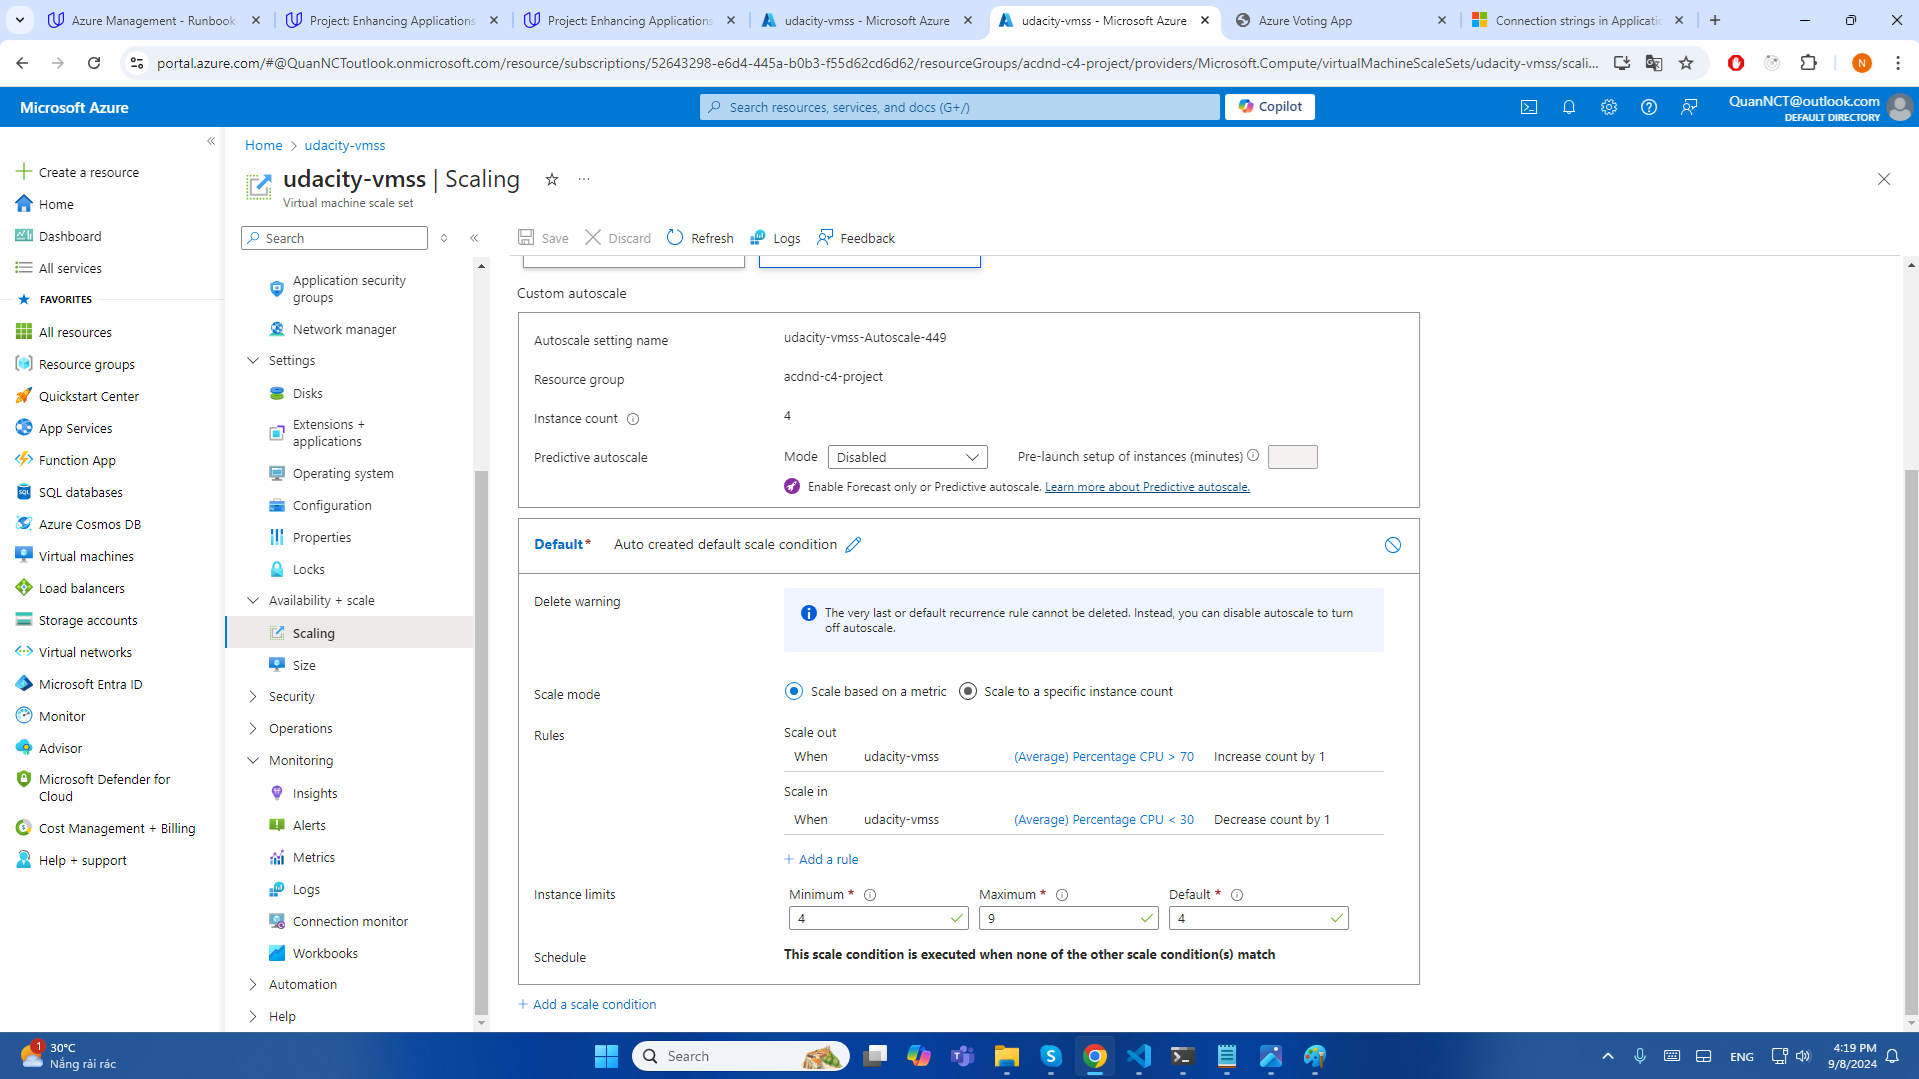 Azure Management - Runbook
Project: Enhancing Applications
Project: Enhancing Applications
udacity-vmss - Microsoft Azure
udacity-vmss - Microsoft Azure
Azure Voting App
Connection strings in Applicatio
portal.azure.com/#@QuanNCToutlook.onmicrosoft.com/resource/subscriptions/52643298-e6d4-445a-b0b3-f55d62cd6d62/resourceGroups/acdnd-c4-project/providers/Microsoft.Compute/virtualMachineScaleSets/udacity-vmss/scali...
N
Microsoft Azure
Search resources, services, and docs (G+/)
Copilot
QuanNCT@outlook.com
DEFAULT DIRECTORY
Create a resource
Home
Dashboard
All services
FAVORITES
All resources
Resource groups
Quickstart Center
App Services
Function App
SQL databases
Azure Cosmos DB
Virtual machines
Load balancers
Storage accounts
Virtual networks
Microsoft Entra ID
Monitor
Advisor
Microsoft Defender for
Cloud
Cost Management + Billing
Help + support
Home > udacity-vmss
udacity-vmss | Scaling
Virtual machine scale set
Search
Application security
groups
Network manager
Settings
Disks
Extensions +
applications
Operating system
Configuration
Properties
Locks
Availability + scale
Scaling
Size
Security
Operations
Monitoring
Insights
Alerts
Metrics
Logs
Connection monitor
Workbooks
Automation
Help
Save Discard Refresh Logs Feedback
Custom autoscale
Autoscale setting name udacity-vmss-Autoscale-449
Resource group acdnd-c4-project
Instance count 4
Predictive autoscale Mode Disabled Pre-launch setup of instances (minutes)
Enable Forecast only or Predictive autoscale. Learn more about Predictive autoscale.
Default* Auto created default scale condition
Delete warning The very last or default recurrence rule cannot be deleted. Instead, you can disable autoscale to turn
off autoscale.
Scale mode Scale based on a metric Scale to a specific instance count
Rules Scale out
When udacity-vmss (Average) Percentage CPU > 70 Increase count by 1
Scale in
When udacity-vmss (Average) Percentage CPU < 30 Decrease count by 1
+ Add a rule
Instance limits Minimum * Maximum * Default *
4 9 4
Schedule This scale condition is executed when none of the other scale condition(s) match
+ Add a scale condition
1
30°C
Nắng rải rác
Search
ENG
4:19 PM
9/8/2024